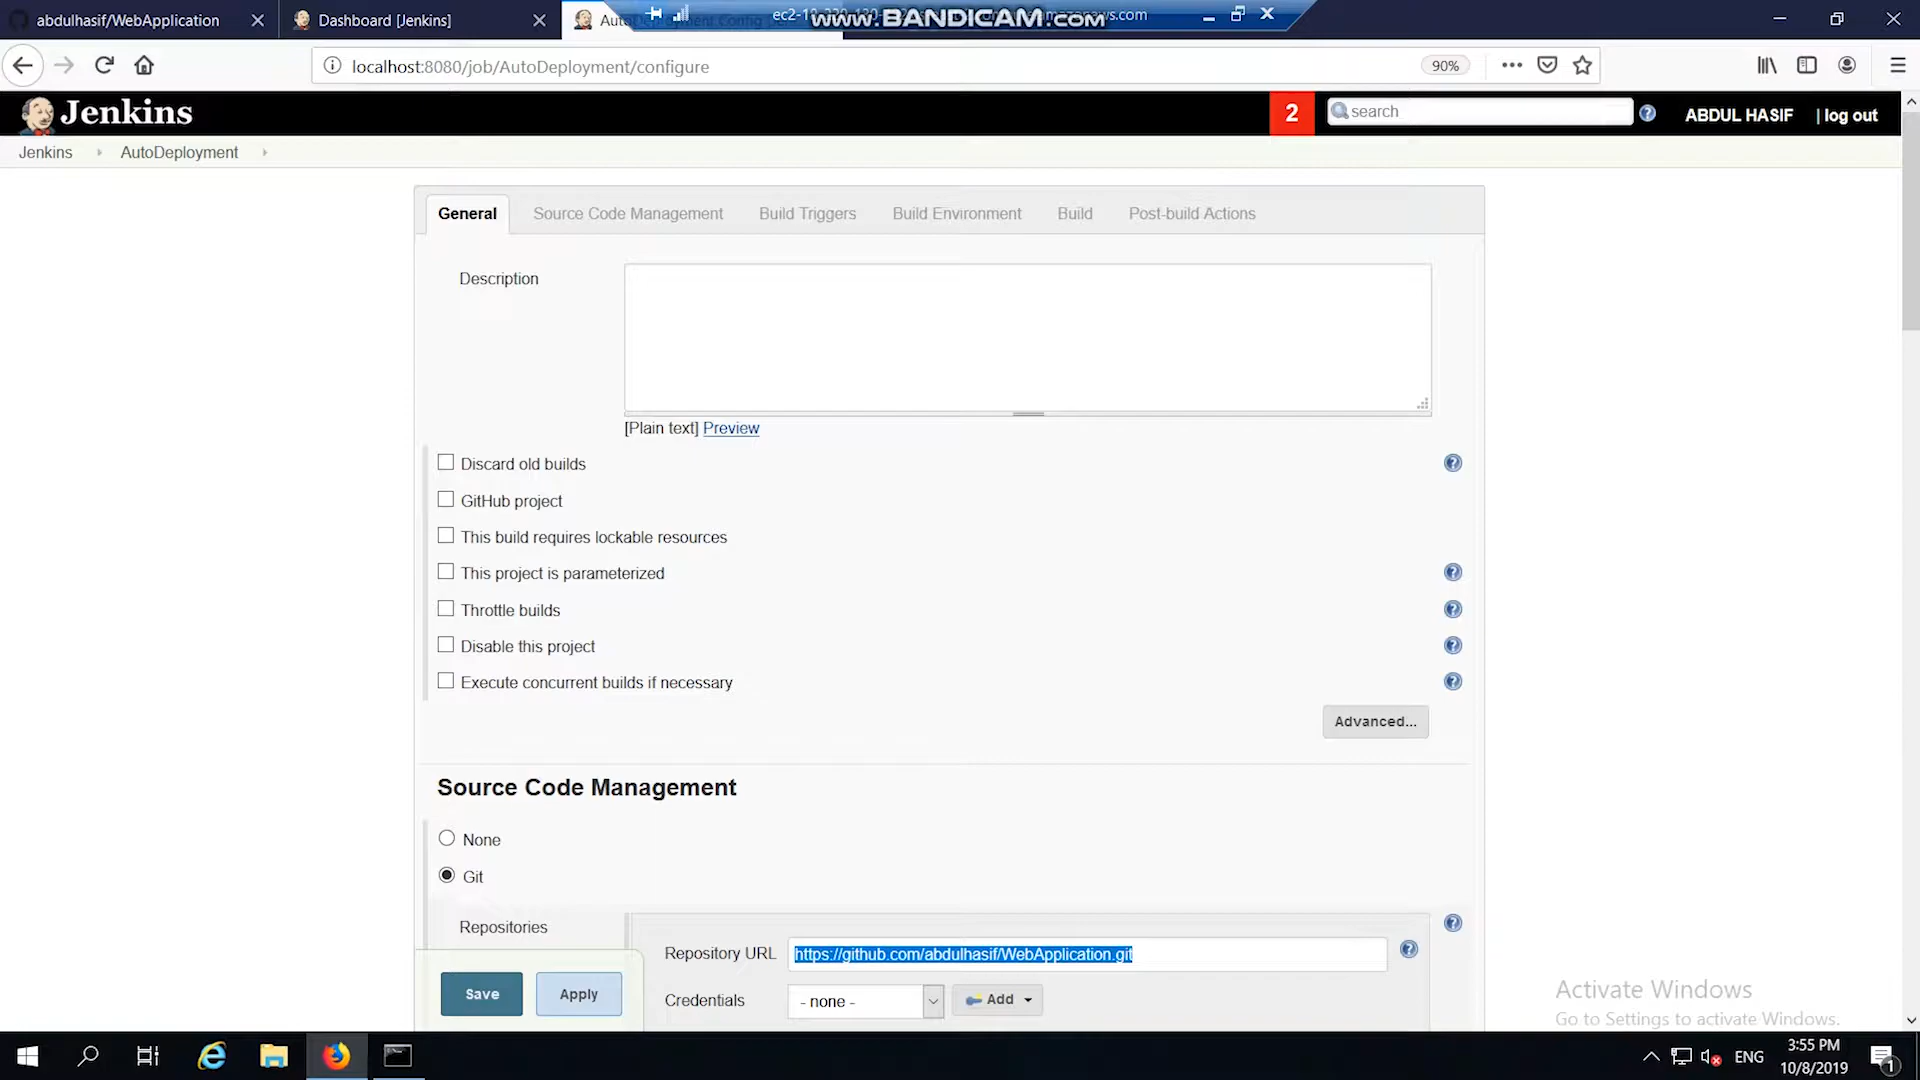 abdulhasif/WebApplication
Dashboard [Jenkins]
www.BANDICAM.com
localhost:8080/job/AutoDeployment/configure
90%
Jenkins
2
search
ABDUL HASIF
| log out
Jenkins
AutoDeployment
General
Source Code Management
Build Triggers
Build Environment
Build
Post-build Actions
Description
[Plain text] Preview
Discard old builds
GitHub project
This build requires lockable resources
This project is parameterized
Throttle builds
Disable this project
Execute concurrent builds if necessary
Advanced...
Source Code Management
None
Git
Repositories
Repository URL
https://github.com/abdulhasif/WebApplication.git
Credentials
- none -
Add
Save
Apply
Activate Windows
Go to Settings to activate Windows.
ENG
3:55 PM
10/8/2019
1